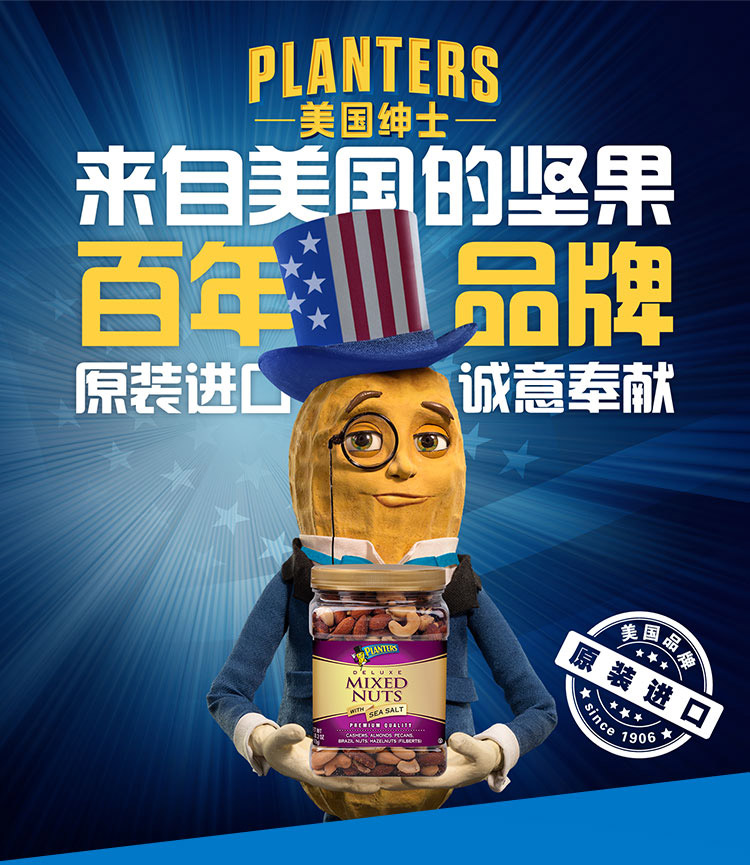 PLANTERS
美国绅士
来自美国的坚果
百年 品牌
原装进口 诚意奉献
PLANTERS
DELUXE
MIXED
NUTS
WITH SEA SALT
PREMIUM QUALITY
CASHEWS, ALMONDS, PECANS,
BRAZIL NUTS, HAZELNUTS (FILBERTS)
美国品牌
原装进口
since 1906